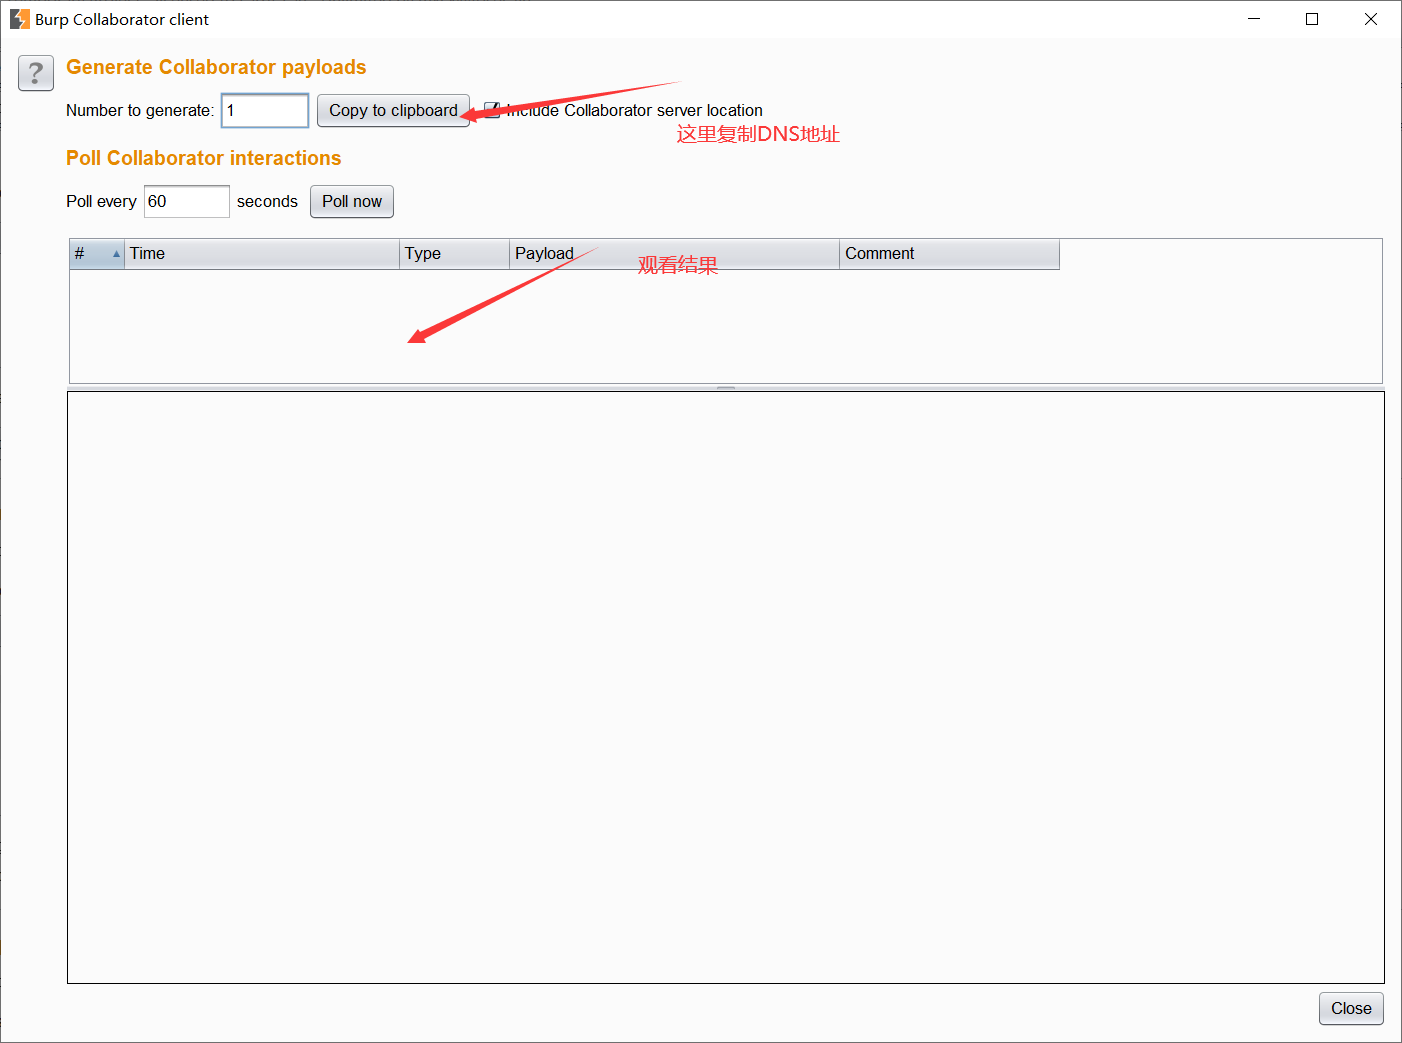 Burp Collaborator client
?
Generate Collaborator payloads
Number to generate: 1 Copy to clipboard Include Collaborator server location
这里复制DNS地址
Poll Collaborator interactions
Poll every 60 seconds Poll now
# Time Type Payload Comment
观看结果
Close